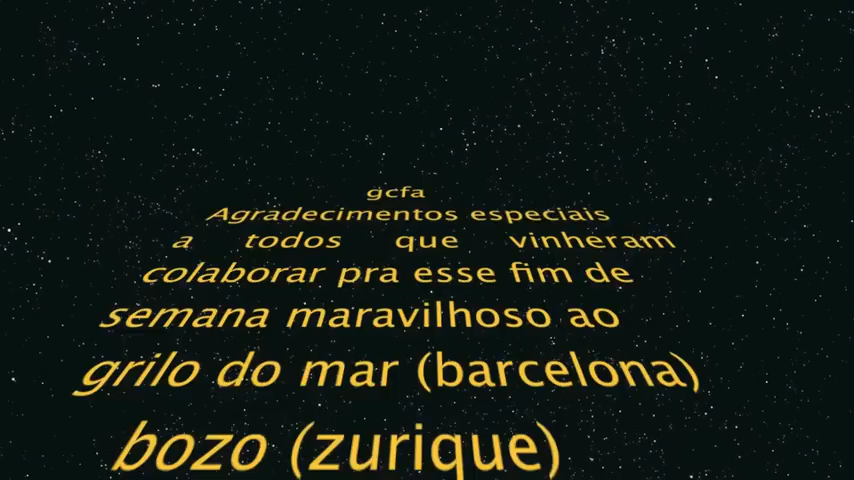 gcfa
Agradecimentos especiais
a todos que vinheram
colaborar pra esse fim de
semana maravilhoso ao
grilo do mar (barcelona)
bozo (zurique)